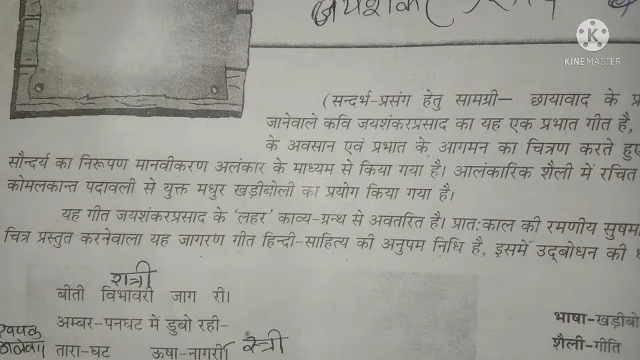 जयशंकर
KINEMASTER
(सन्दर्भ-प्रसंग हेतु सामग्री— छायावाद के
जानेवाले कवि जयशंकरप्रसाद का यह एक प्रभात गीत है,
के अवसान एवं प्रभात के आगमन का चित्रण करते
सौन्दर्य का निरूपण मानवीकरण अलंकार के माध्यम से किया गया है। आलंकारिक शैली में रचित
कोमलकान्त पदावली से युक्त मधुर खड़ीबोली का प्रयोग किया गया है।
यह गीत जयशंकरप्रसाद के 'लहर' काव्य-ग्रन्थ से अवतरित है। प्रात:काल की रमणीय
चित्र प्रस्तुत करनेवाला यह जागरण गीत हिन्दी-साहित्य की अनुपम निधि है, इसमें उद्बोधन की
रात्री
बीती विभावरी जाग री।
अम्बर-पनघट में डुबो रही-
भाषा-खड़ीबो
रूपक
तारा-घट ऊषा-नागरी। स्त्री
शैली-गीति